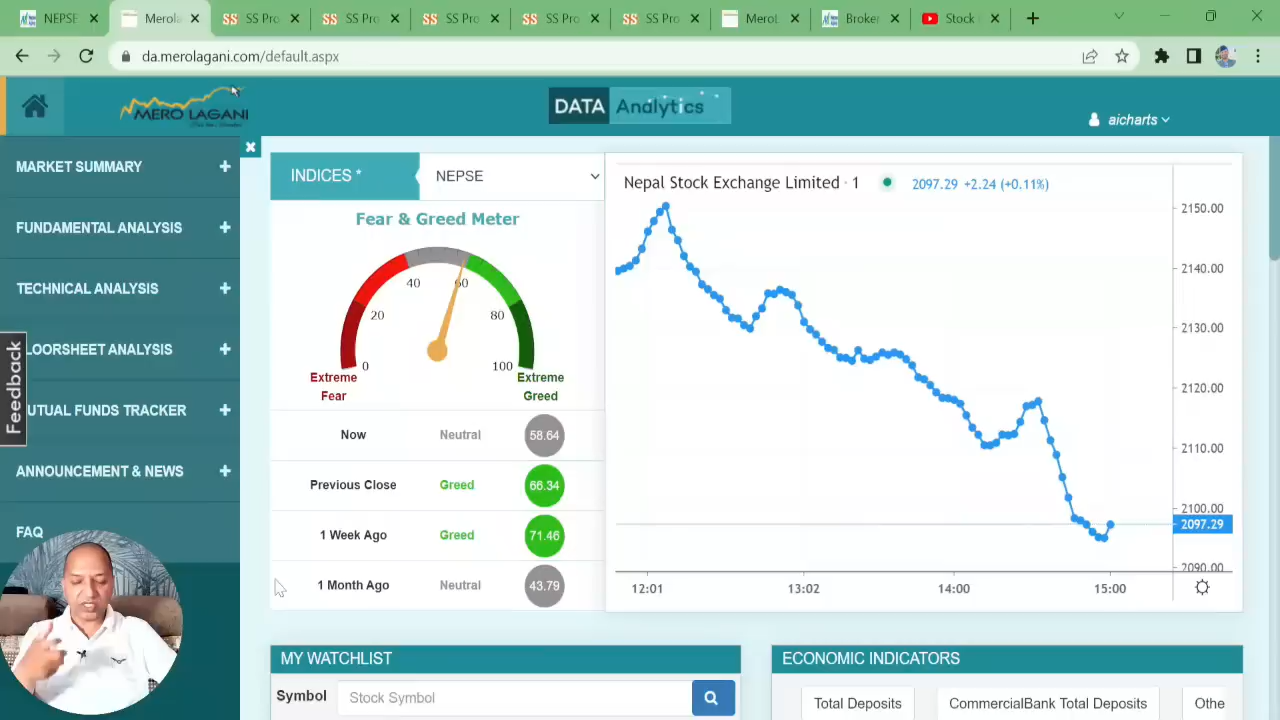 NEPSE
Merola
SS Pro
SS Pro
SS Pro
SS Pro
SS Pro
Merol
Broker
Stock
da.merolagani.com/default.aspx
MERO LAGANI
DATA Analytics
aicharts
MARKET SUMMARY +
FUNDAMENTAL ANALYSIS +
TECHNICAL ANALYSIS +
LOORSHEET ANALYSIS +
UTUAL FUNDS TRACKER +
ANNOUNCEMENT & NEWS +
FAQ
Feedback
INDICES *
NEPSE
Fear & Greed Meter
0
20
40
60
80
100
Extreme
Fear
Extreme
Greed
Now Neutral 58.64
Previous Close Greed 66.34
1 Week Ago Greed 71.46
1 Month Ago Neutral 43.79
Nepal Stock Exchange Limited · 1 2097.29 +2.24 (+0.11%)
2150.00
2140.00
2130.00
2120.00
2110.00
2100.00
2097.29
2090.00
12:01 13:02 14:00 15:00
MY WATCHLIST
Symbol Stock Symbol
ECONOMIC INDICATORS
Total Deposits CommercialBank Total Deposits Othe